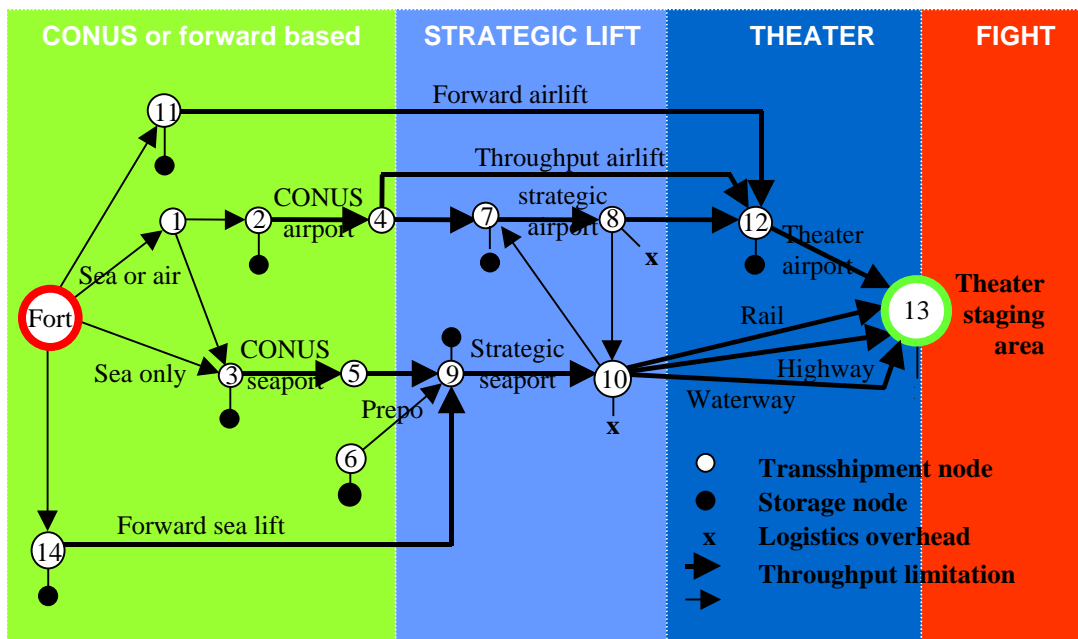 CONUS or forward based
STRATEGIC LIFT
THEATER
FIGHT
Forward airlift
11
Throughput airlift
CONUS
airport
strategic
airport
1
2
4
7
8
12
x
Theater
airport
Sea or air
Fort
13
Theater
staging
area
Rail
Sea only
CONUS
seaport
3
5
9
Strategic
seaport
10
Highway
Waterway
Prepo
x
6
Transshipment node
Storage node
Forward sea lift
14
x Logistics overhead
Throughput limitation